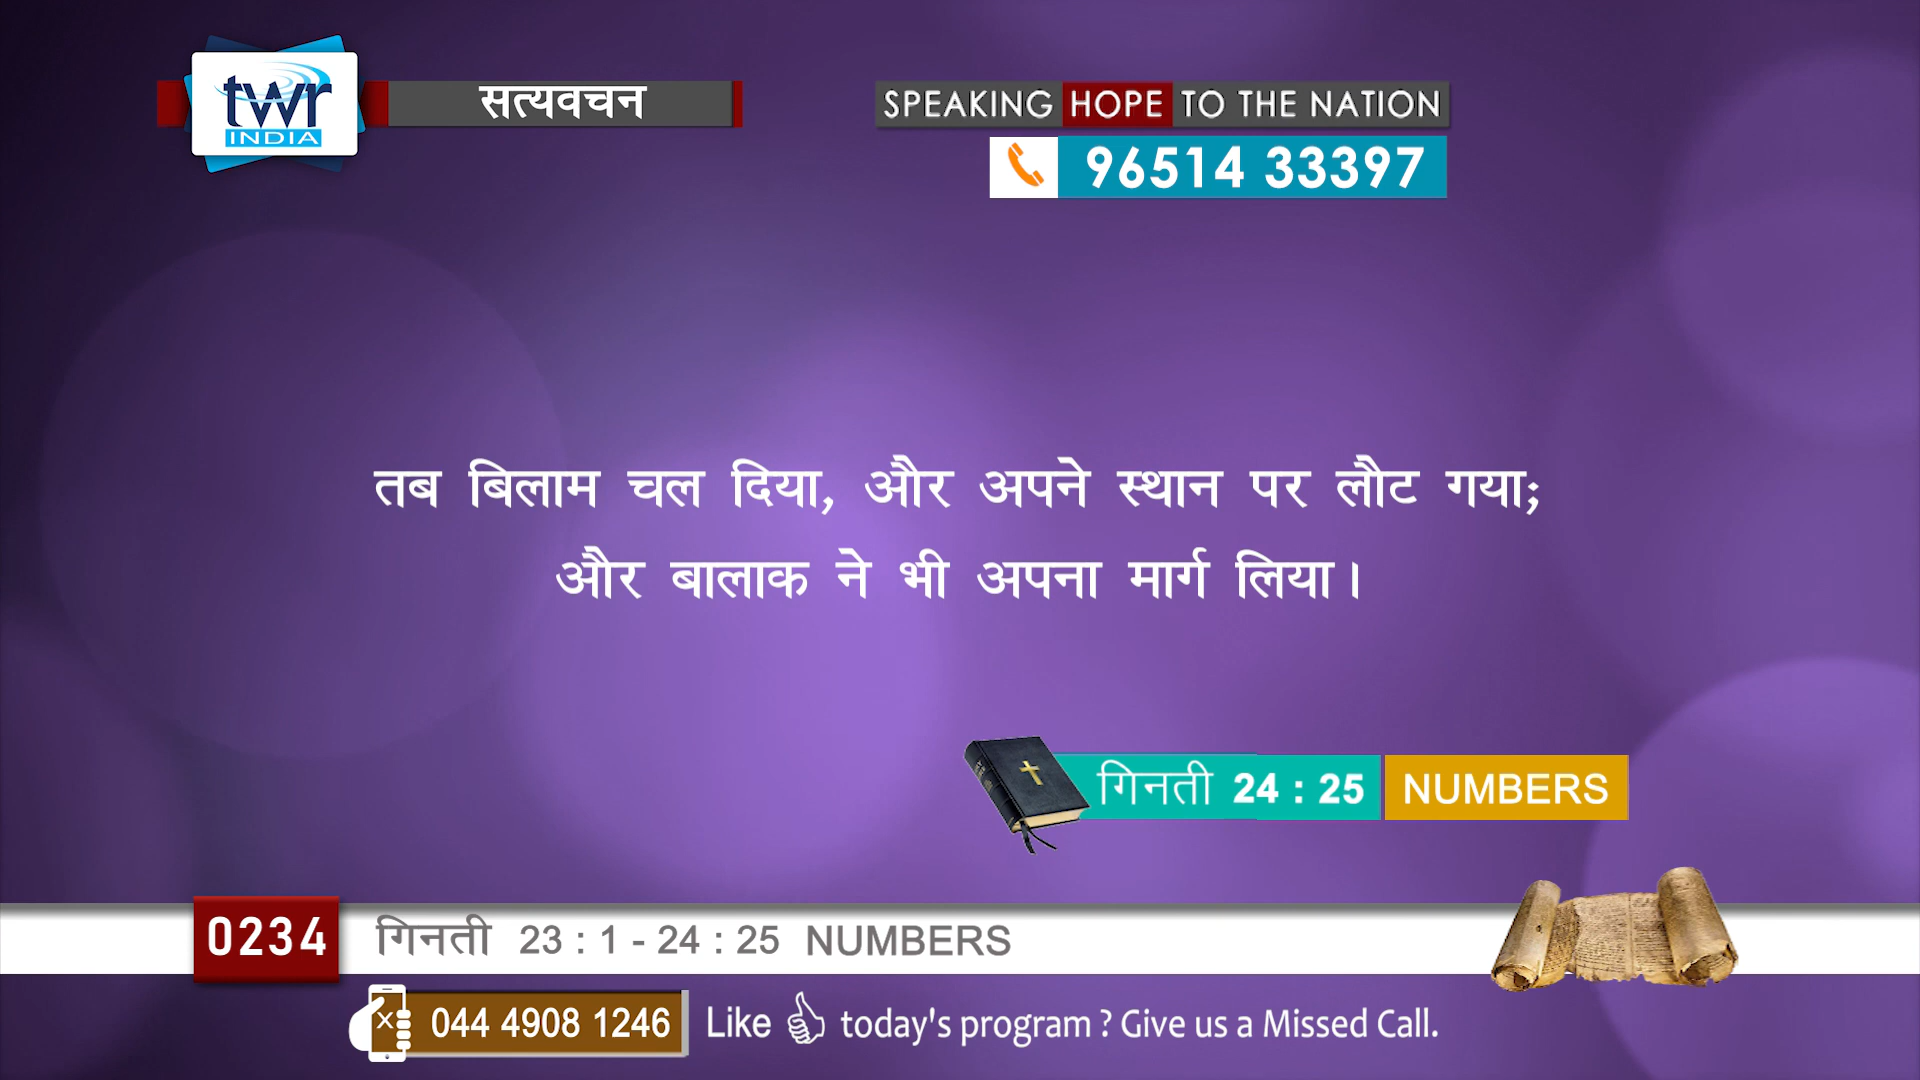 twr
INDIA
सत्यवचन
SPEAKING HOPE TO THE NATION
96514 33397
तब बिलाम चल दिया, और अपने स्थान पर लौट गया;
और बालाक ने भी अपना मार्ग लिया।
गिनती 24 : 25 NUMBERS
0234 गिनती 23 : 1 - 24 : 25 NUMBERS
044 4908 1246 Like today's program ? Give us a Missed Call.